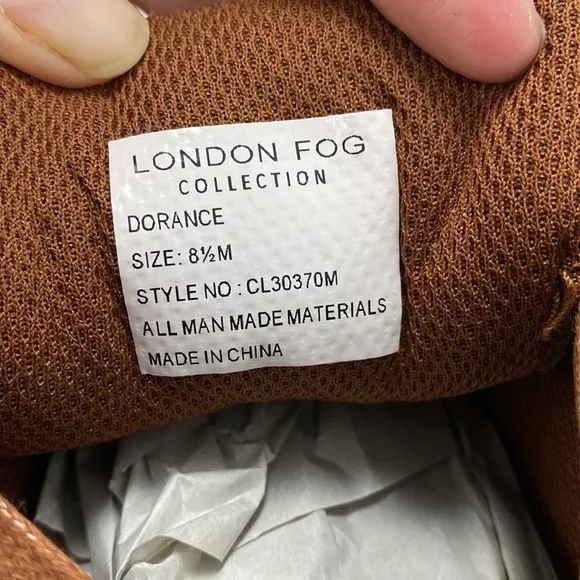 LONDON FOG
COLLECTION
DORANCE
SIZE: 8½M
STYLE NO : CL30370M
ALL MAN MADE MATERIALS
MADE IN CHINA